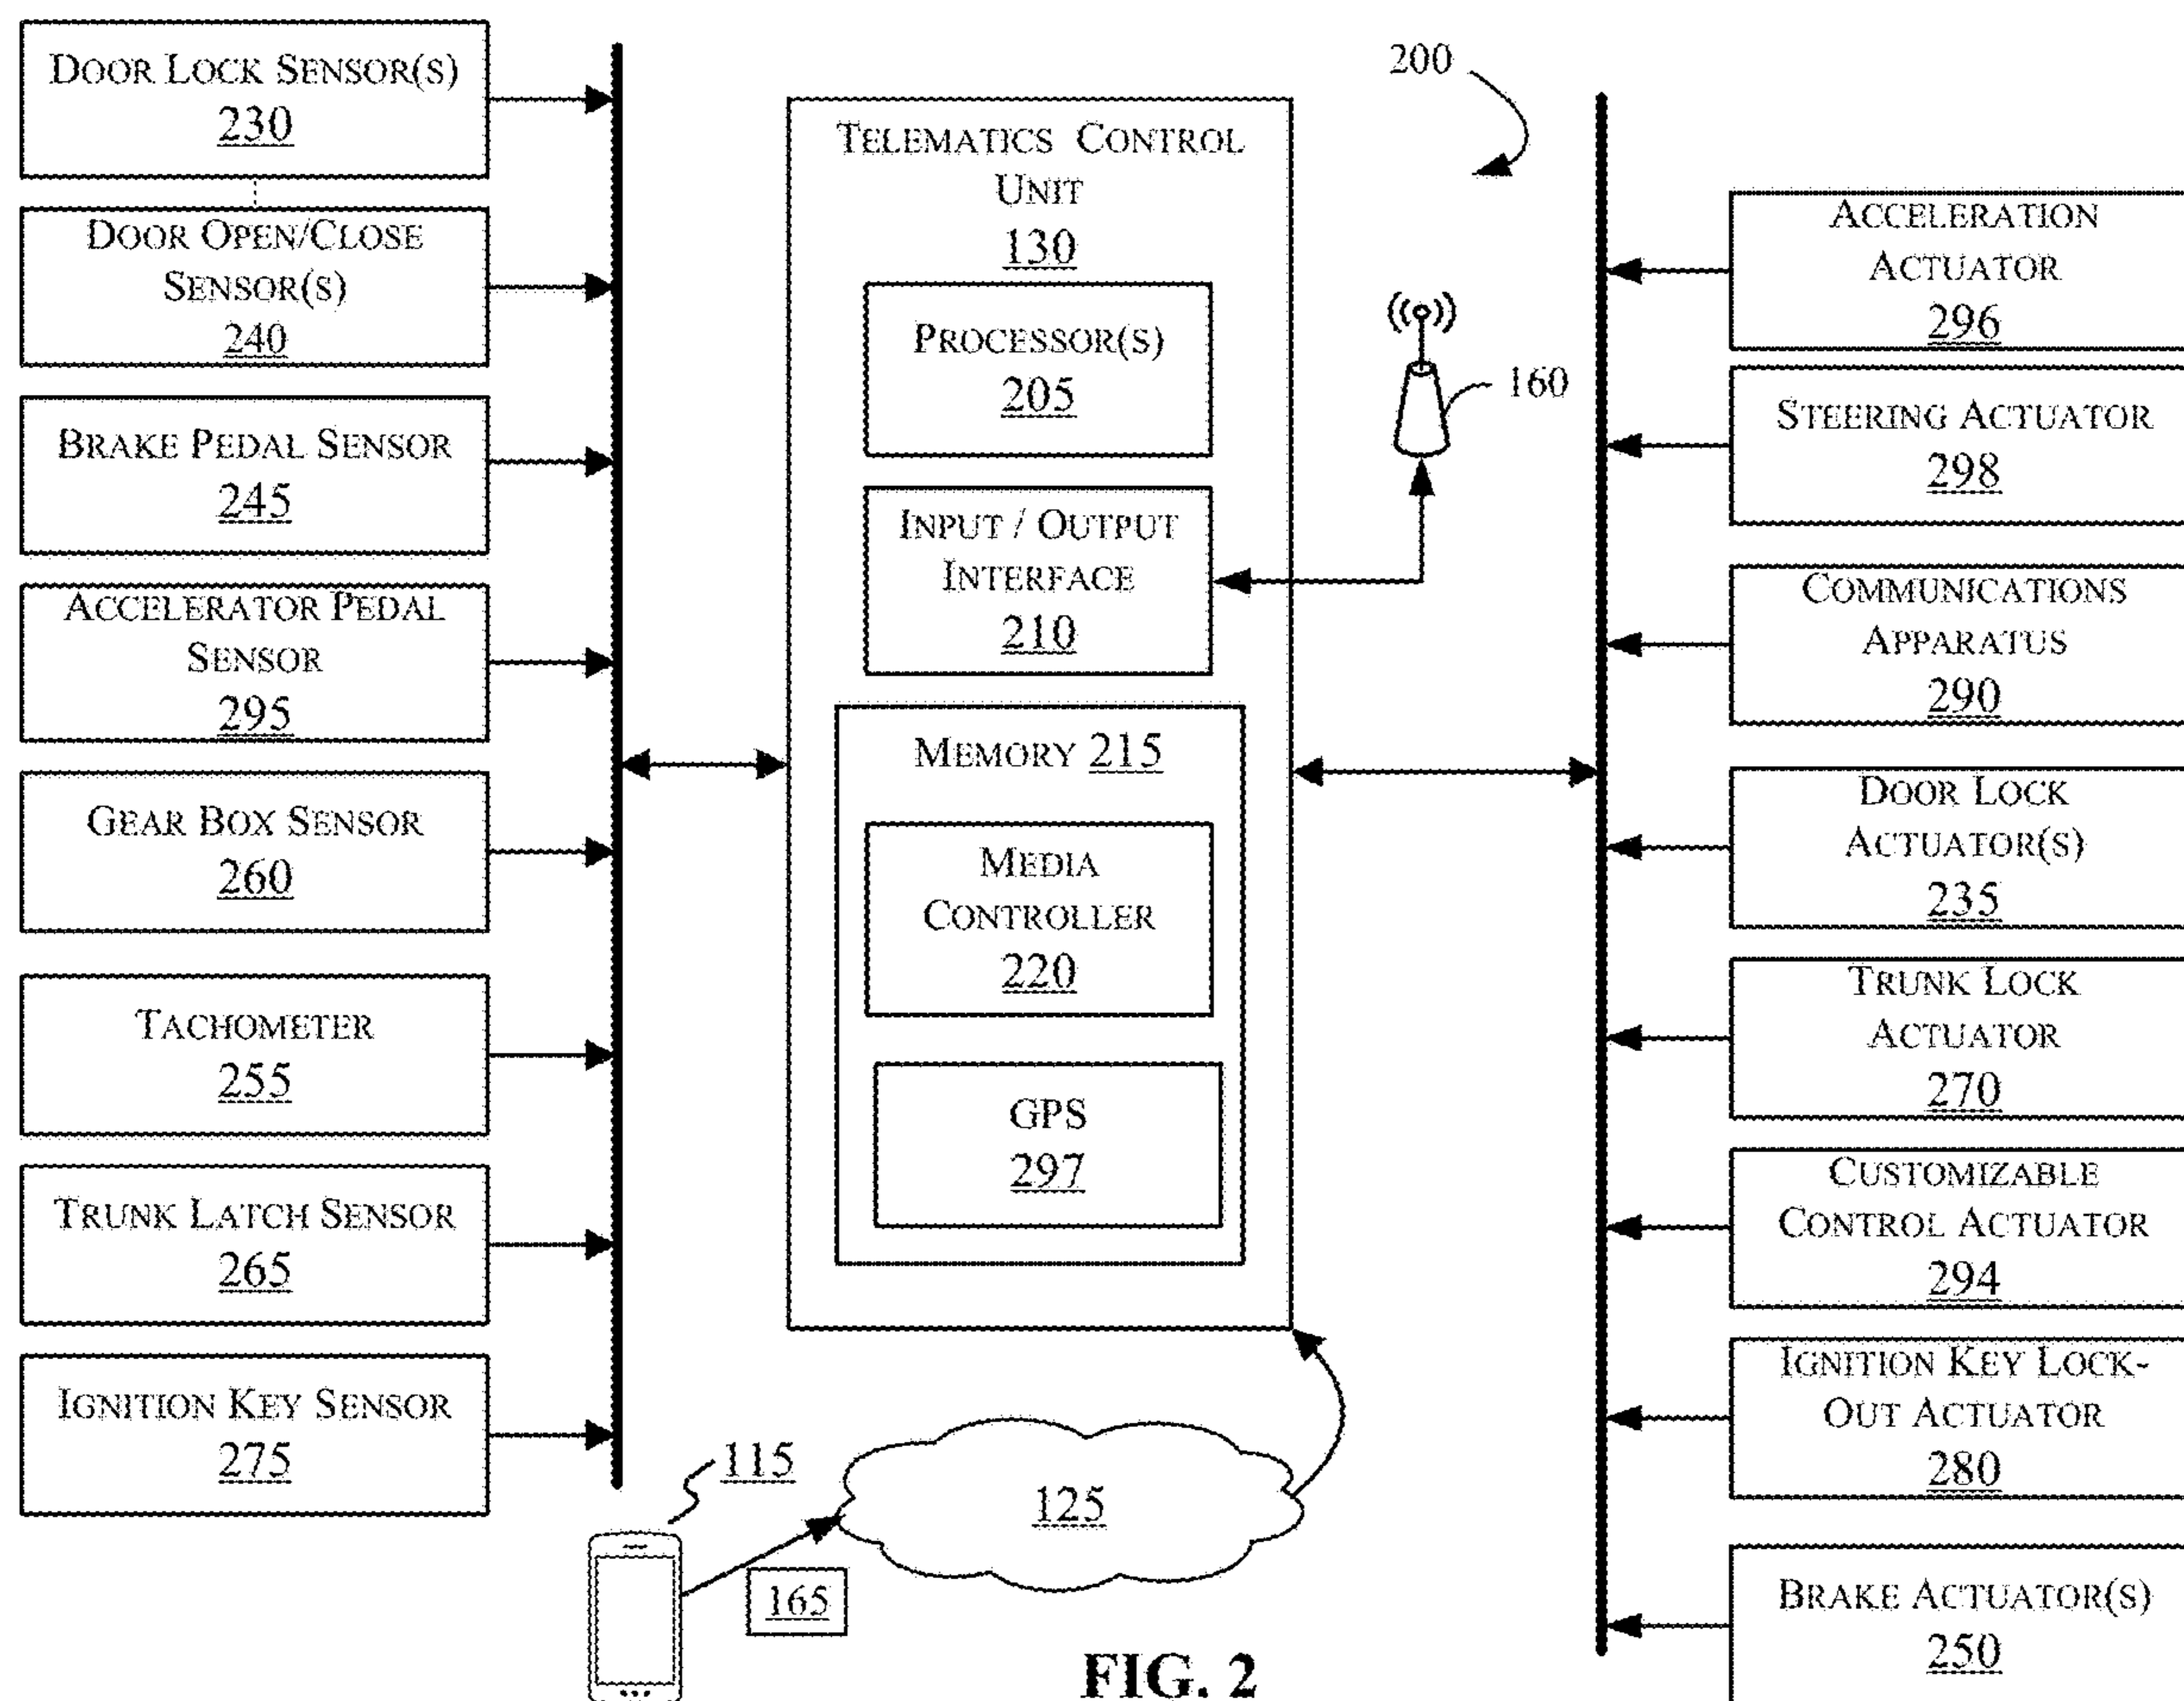 DOOR LOCK SENSOR(S)
230
DOOR OPEN/CLOSE
SENSOR(S)
240
BRAKE PEDAL SENSOR
245
ACCELERATOR PEDAL
SENSOR
295
GEAR BOX SENSOR
260
TACHOMETER
255
TRUNK LATCH SENSOR
265
IGNITION KEY SENSOR
275
TELEMATICS CONTROL
UNIT
130
PROCESSOR(S)
205
INPUT / OUTPUT
INTERFACE
210
MEMORY 215
MEDIA
CONTROLLER
220
GPS
297
200
160
115
125
165
ACCELERATION
ACTUATOR
296
STEERING ACTUATOR
298
COMMUNICATIONS
APPARATUS
290
DOOR LOCK
ACTUATOR(S)
235
TRUNK LOCK
ACTUATOR
270
CUSTOMIZABLE
CONTROL ACTUATOR
294
IGNITION KEY LOCK-
OUT ACTUATOR
280
BRAKE ACTUATOR(S)
250
FIG. 2